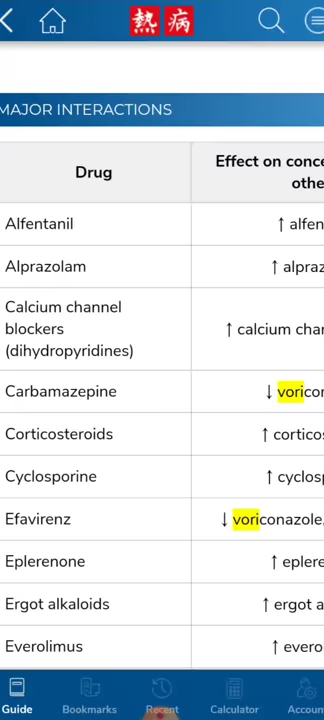 熱病
MAJOR INTERACTIONS
Drug
Effect on conce
othe
Alfentanil
↑ alfen
Alprazolam
↑ alpraz
Calcium channel
blockers
(dihydropyridines)
↑ calcium char
Carbamazepine
↓ voricor
Corticosteroids
↑ corticos
Cyclosporine
↑ cyclosp
Efavirenz
↓ voriconazole,
Eplerenone
↑ eplere
Ergot alkaloids
↑ ergot a
Everolimus
↑ evero
Guide
Bookmarks
Recent
Calculator
Accoun